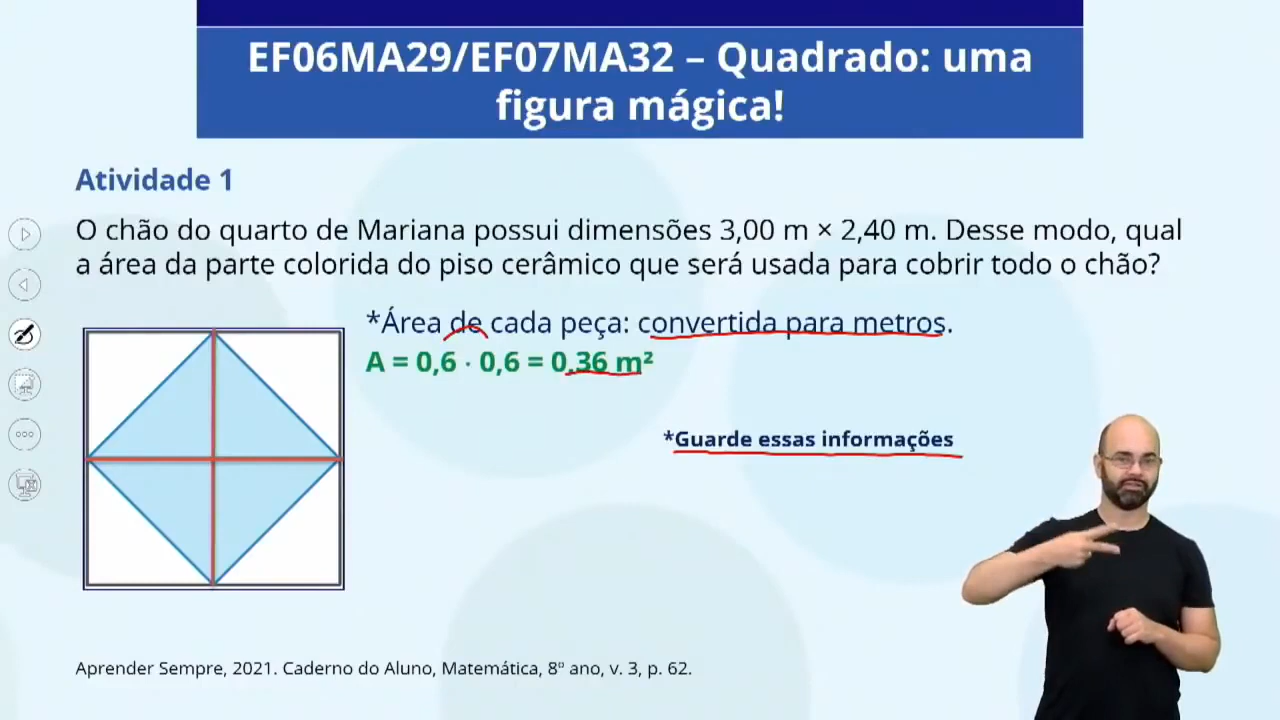 EF06MA29/EF07MA32 – Quadrado: uma
figura mágica!
Atividade 1
O chão do quarto de Mariana possui dimensões 3,00 m × 2,40 m. Desse modo, qual
a área da parte colorida do piso cerâmico que será usada para cobrir todo o chão?
*Área de cada peça: convertida para metros.
A = 0,6 · 0,6 = 0,36 m²
*Guarde essas informações
Aprender Sempre, 2021. Caderno do Aluno, Matemática, 8º ano, v. 3, p. 62.